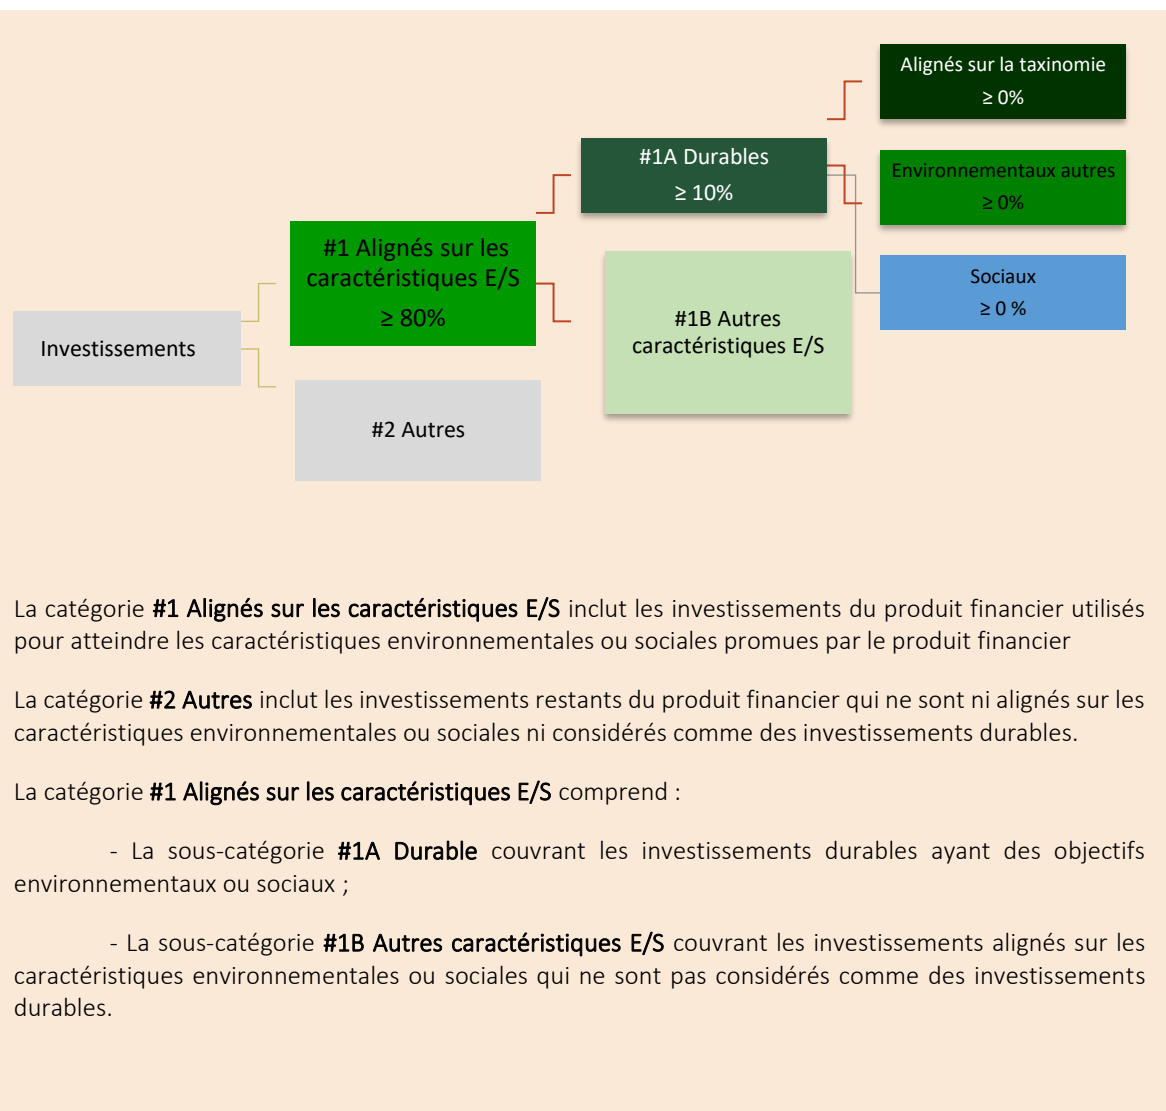 Alignés sur la taxinomie
≥ 0%
#1A Durables
≥ 10%
Environnementaux autres
≥ 0%
#1 Alignés sur les
caractéristiques E/S
≥ 80%
Sociaux
≥ 0 %
Investissements
#1B Autres
caractéristiques E/S
#2 Autres
La catégorie #1 Alignés sur les caractéristiques E/S inclut les investissements du produit financier utilisés
pour atteindre les caractéristiques environnementales ou sociales promues par le produit financier
La catégorie #2 Autres inclut les investissements restants du produit financier qui ne sont ni alignés sur les
caractéristiques environnementales ou sociales ni considérés comme des investissements durables.
La catégorie #1 Alignés sur les caractéristiques E/S comprend :
- La sous-catégorie #1A Durable couvrant les investissements durables ayant des objectifs
environnementaux ou sociaux ;
- La sous-catégorie #1B Autres caractéristiques E/S couvrant les investissements alignés sur les
caractéristiques environnementales ou sociales qui ne sont pas considérés comme des investissements
durables.